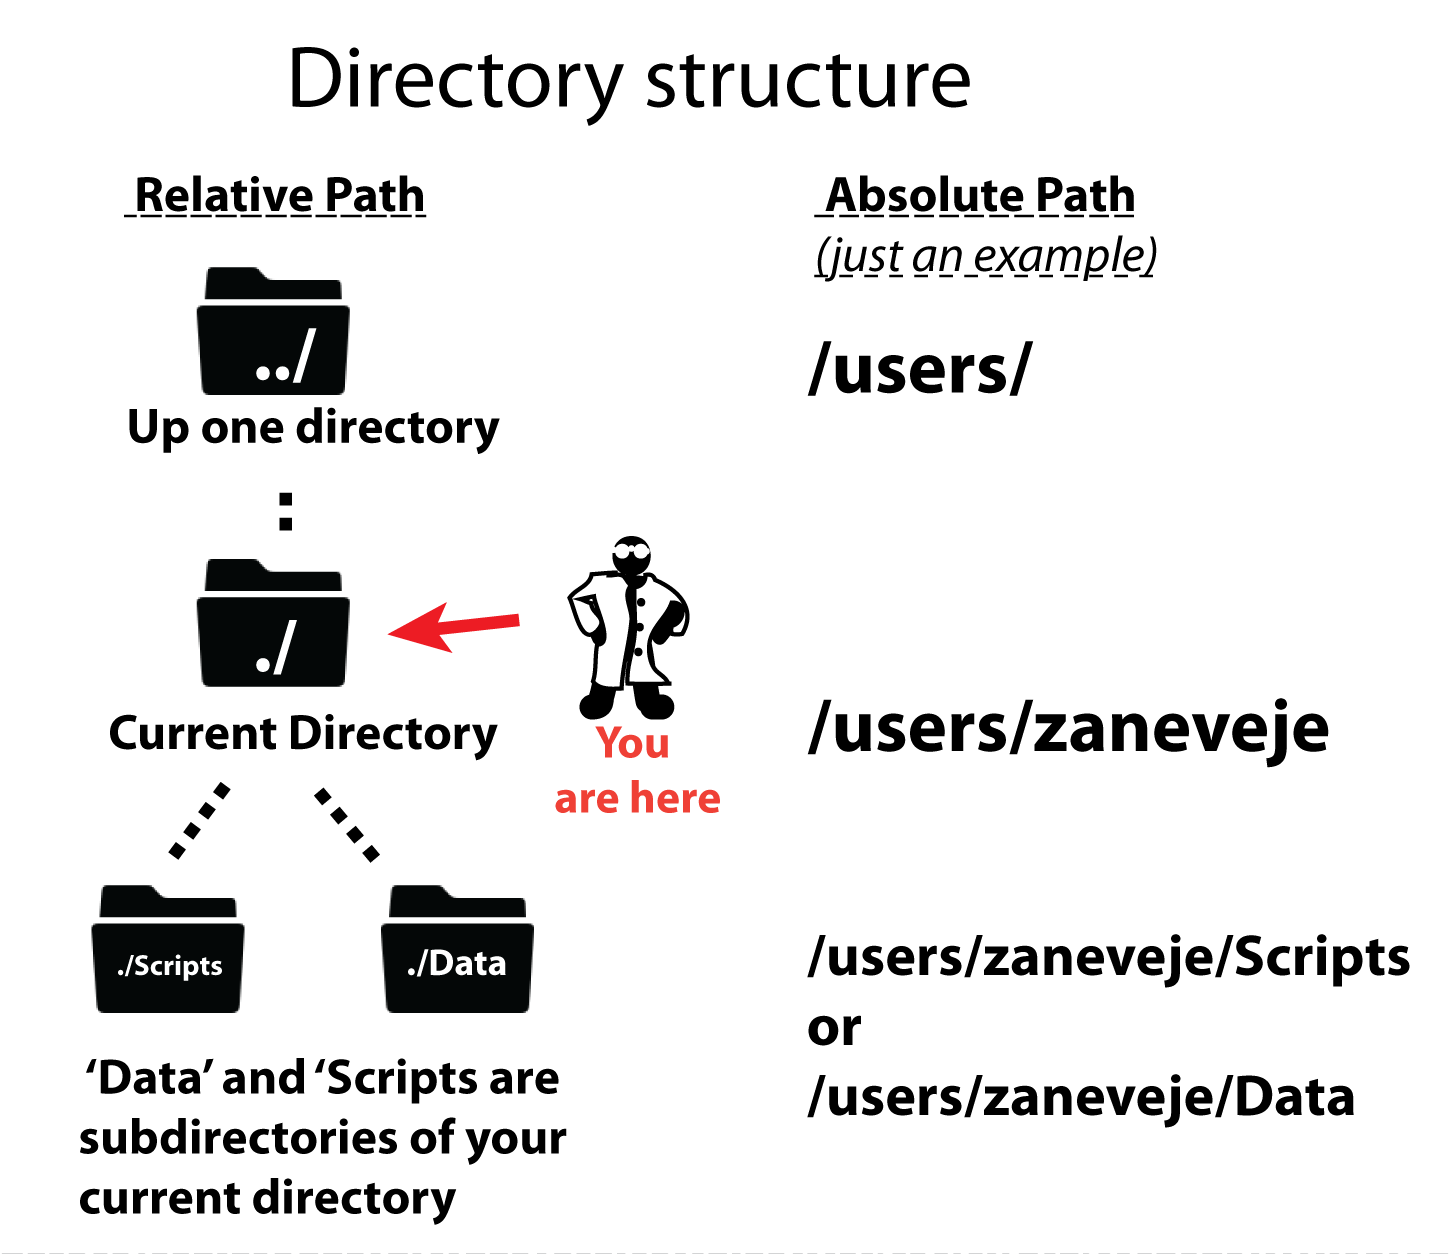 Directory structure
Relative Path
Absolute Path
(just an example)
../
/users/
Up one directory
./
Current Directory
You
are here
/users/zaneveje
./Scripts
./Data
/users/zaneveje/Scripts
or
/users/zaneveje/Data
‘Data’ and ‘Scripts are
subdirectories of your
current directory